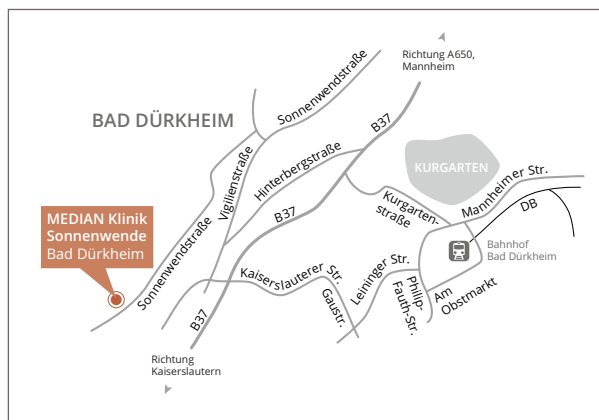 Richtung A650,
Mannheim
Sonnenwendstraße
BAD DÜRKHEIM
B37
Vigilienstraße
Hinterbergstraße
KURGARTEN
Mannheimer Str.
Kurgarten-
straße
DB
MEDIAN Klinik
Sonnenwende
Bad Dürkheim
Sonnenwendstraße
B37
Bahnhof
Bad Dürkheim
Kaiserslauterer Str.
Leininger Str.
Gaustr.
Philip-
Fauth-Str.
Am
Obstmarkt
B37
Richtung
Kaiserslautern